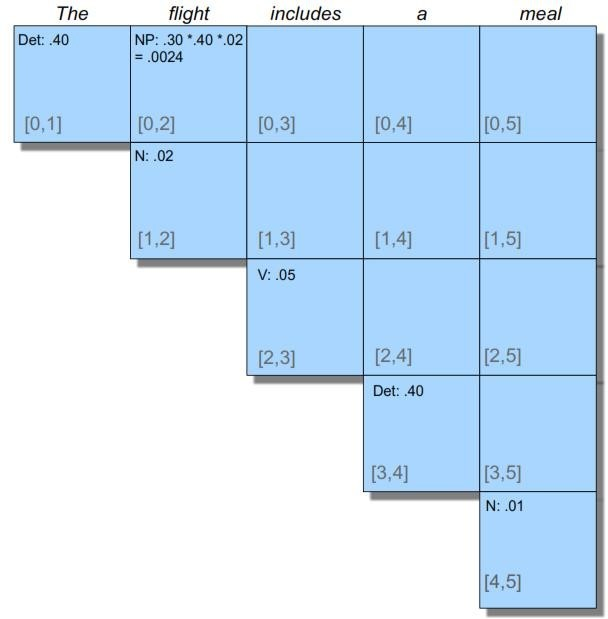 The flight includes a meal
Det: .40 NP: .30 *.40 *.02
= .0024
[0,1] [0,2] [0,3] [0,4] [0,5]
N: .02
[1,2] [1,3] [1,4] [1,5]
V: .05
[2,3] [2,4] [2,5]
Det: .40
[3,4] [3,5]
N: .01
[4,5]